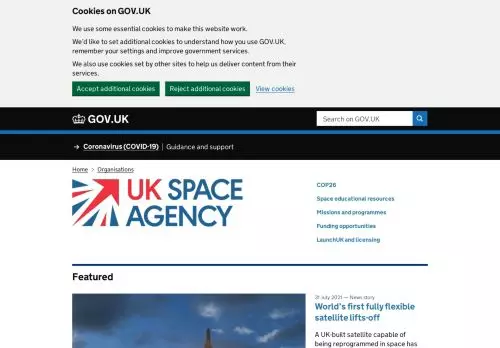 Cookies on GOV.UK
We use some essential cookies to make this website work.
We'd like to set additional cookies to understand how you use GOV.UK,
remember your settings and improve government services.
We also use cookies set by other sites to help us deliver content from their
services.
Accept additional cookies Reject additional cookies View cookies
GOV.UK Search on GOV.UK
→ Coronavirus (COVID-19) | Guidance and support
Home > Organisations
UK SPACE
AGENCY
COP26
Space educational resources
Missions and programmes
Funding opportunities
LaunchUK and licensing
Featured
31 July 2021 — News story
World's first fully flexible
satellite lifts-off
A UK-built satellite capable of
being reprogrammed in space has